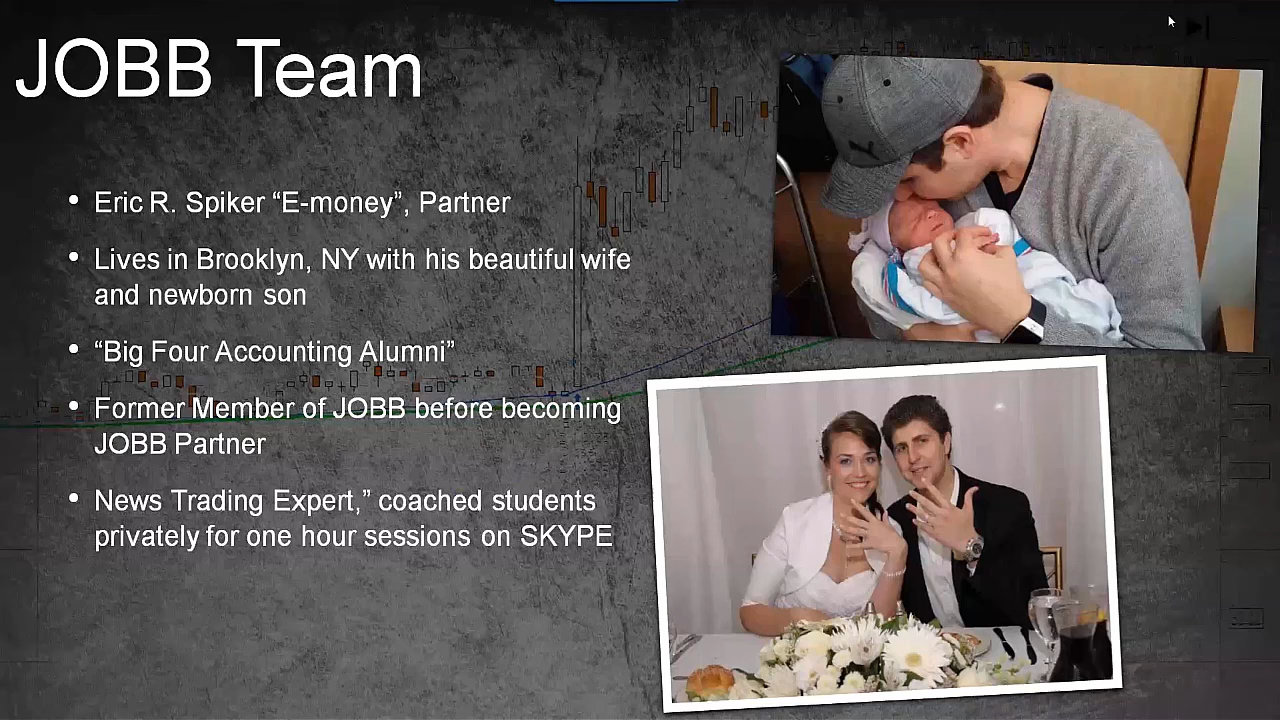 JOBB Team
• Eric R. Spiker “E-money”, Partner
• Lives in Brooklyn, NY with his beautiful wife
and newborn son
• “Big Four Accounting Alumni”
• Former Member of JOBB before becoming
JOBB Partner
• News Trading Expert,” coached students
privately for one hour sessions on SKYPE